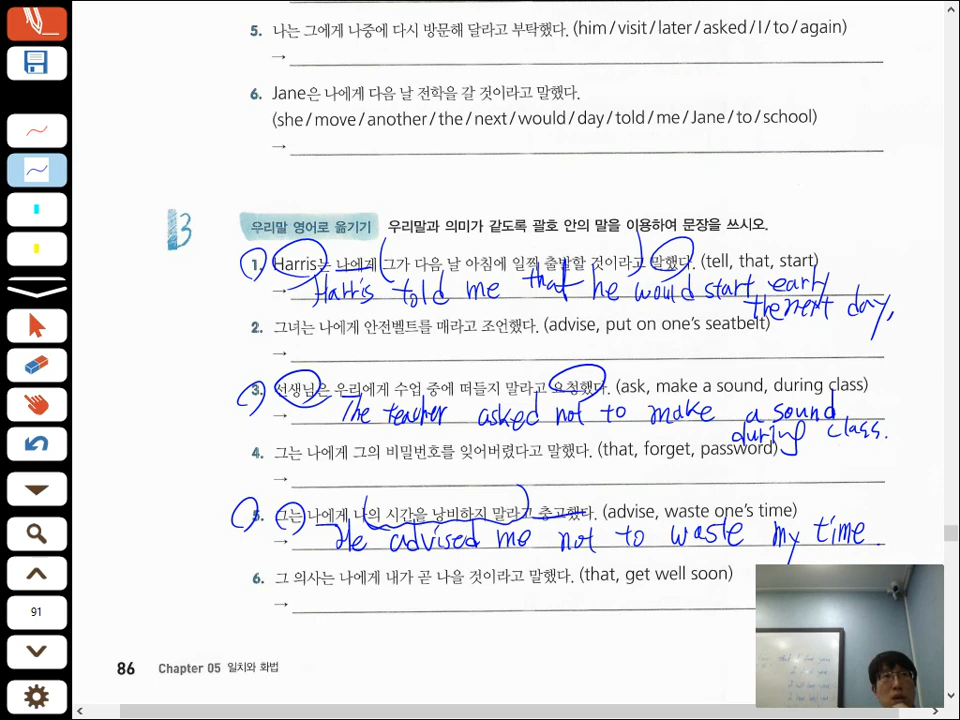 5. 나는 그에게 나중에 다시 방문해 달라고 부탁했다. (him / visit / later / asked / I / to / again)
→
6. Jane은 나에게 다음 날 전학을 갈 것이라고 말했다.
(she / move / another / the / next / would / day / told / me / Jane / to / school)
→
B
우리말 영어로 옮기기 우리말과 의미가 같도록 괄호 안의 말을 이용하여 문장을 쓰시오.
1. Harris는 나에게 그가 다음 날 아침에 일찍 출발할 것이라고 말했다. (tell, that, start)
→ Harris told me that he would start early
the next day,
2. 그녀는 나에게 안전벨트를 매라고 조언했다. (advise, put on one's seatbelt)
→
3. 선생님은 우리에게 수업 중에 떠들지 말라고 요청했다. (ask, make a sound, during class)
→ The teacher asked not to make a sound
during class.
4. 그는 나에게 그의 비밀번호를 잊어버렸다고 말했다. (that, forget, password)
→
5. 그는 나에게 나의 시간을 낭비하지 말라고 충고했다. (advise, waste one's time)
→ He advised me not to waste my time.
6. 그 의사는 나에게 내가 곧 나을 것이라고 말했다. (that, get well soon)
→
91
86 Chapter 05 일치와 화법